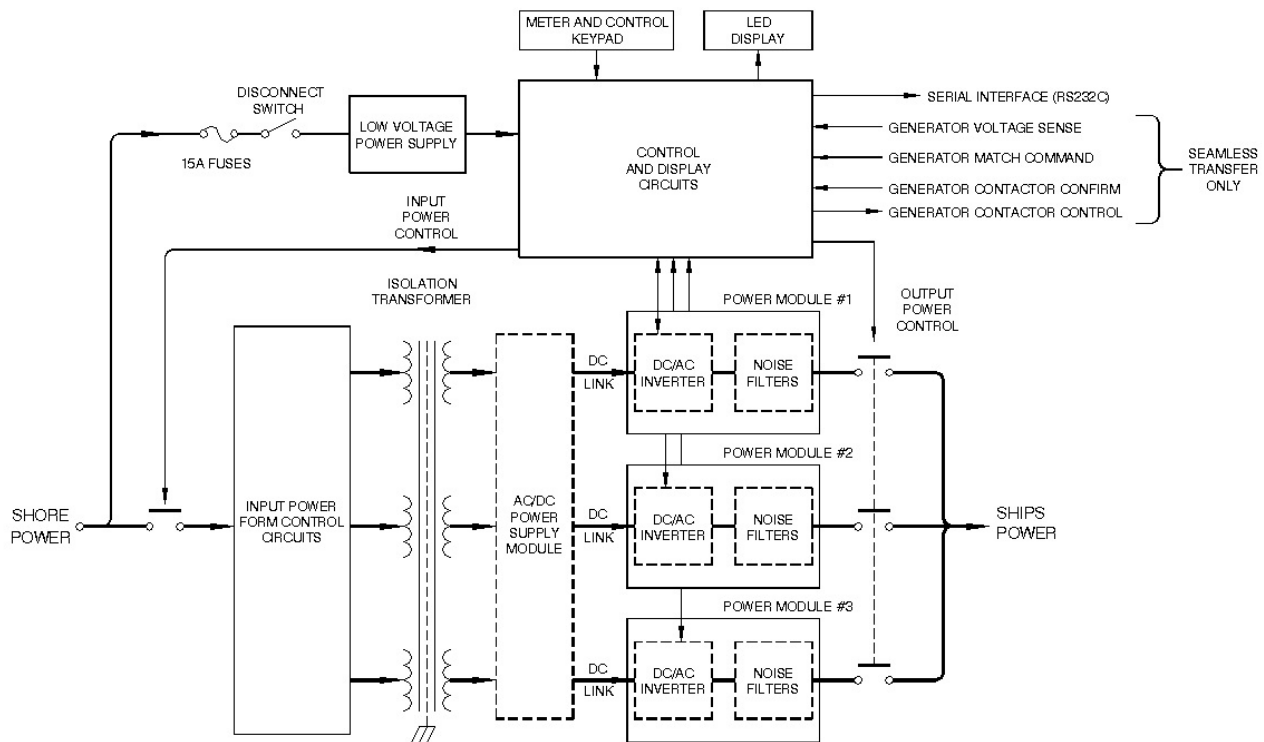 METER AND CONTROL
KEYPAD
LED
DISPLAY
DISCONNECT
SWITCH
15A FUSES
LOW VOLTAGE
POWER SUPPLY
CONTROL
AND DISPLAY
CIRCUITS
SERIAL INTERFACE (RS232C)
GENERATOR VOLTAGE SENSE
GENERATOR MATCH COMMAND
GENERATOR CONTACTOR CONFIRM
GENERATOR CONTACTOR CONTROL
SEAMLESS
TRANSFER
ONLY
INPUT
POWER
CONTROL
ISOLATION
TRANSFORMER
POWER MODULE #1
OUTPUT
POWER
CONTROL
DC
LINK
DC/AC
INVERTER
NOISE
FILTERS
POWER MODULE #2
SHORE
POWER
INPUT POWER
FORM CONTROL
CIRCUITS
AC/DC
POWER
SUPPLY
MODULE
DC
LINK
DC/AC
INVERTER
NOISE
FILTERS
SHIPS
POWER
POWER MODULE #3
DC
LINK
DC/AC
INVERTER
NOISE
FILTERS